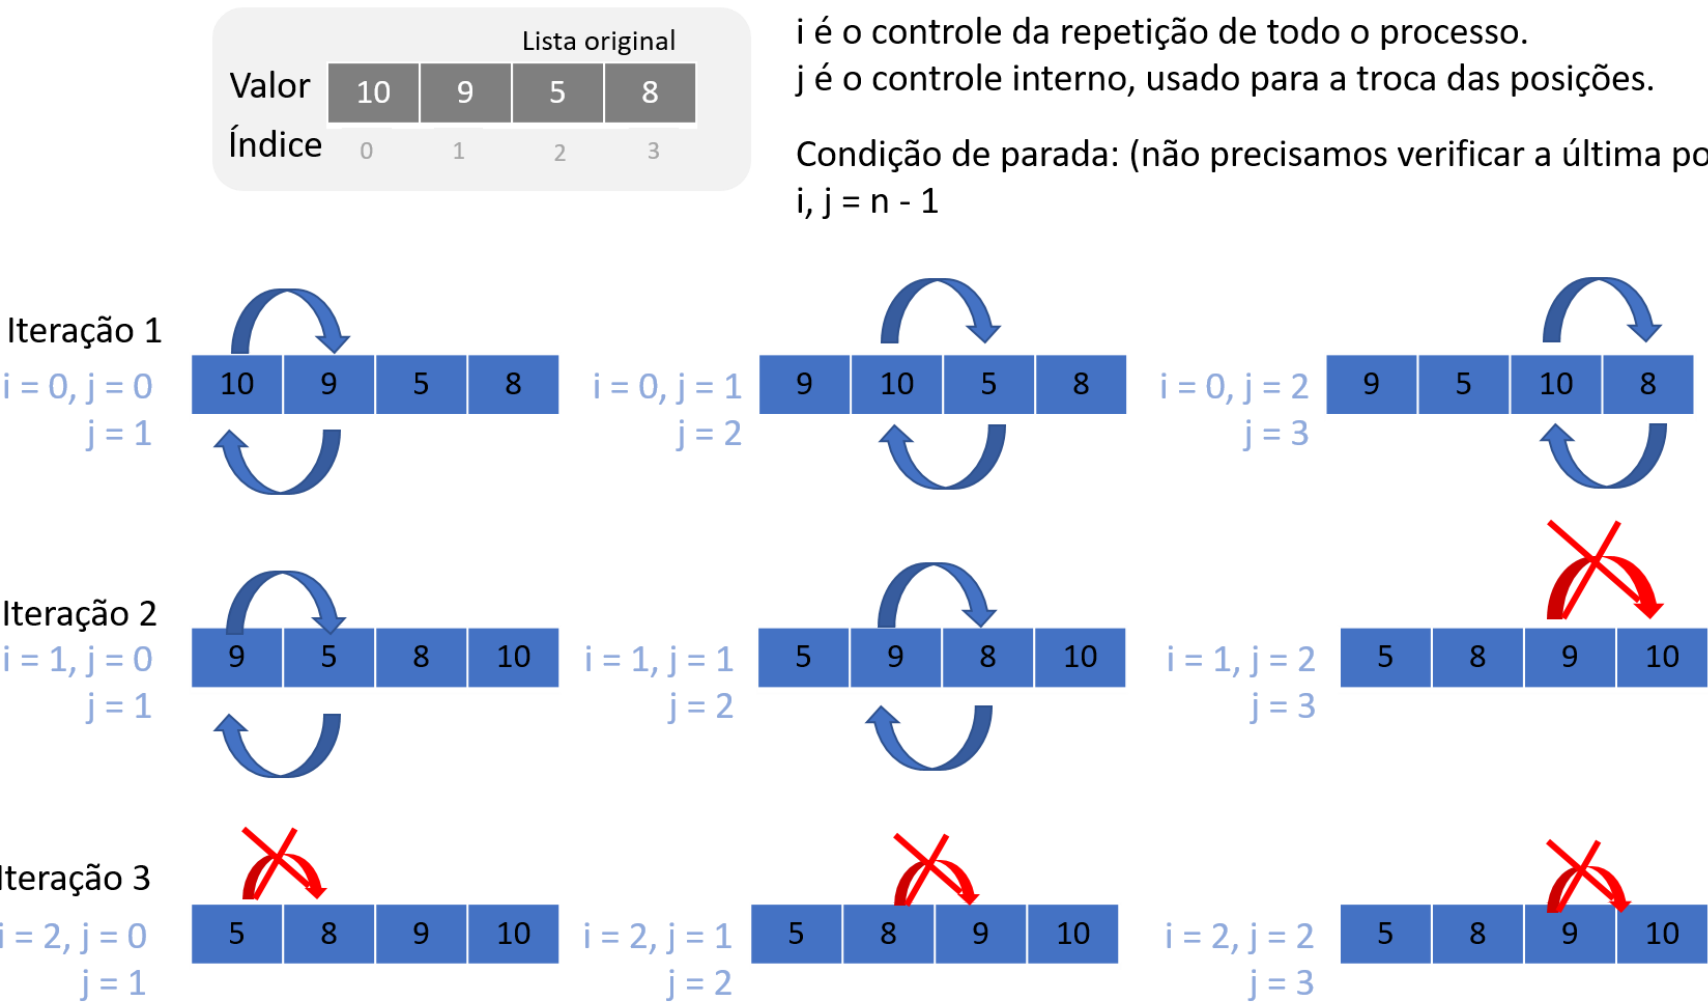 Lista original
Valor 10 9 5 8
Índice 0 1 2 3
i é o controle da repetição de todo o processo.
j é o controle interno, usado para a troca das posições.
Condição de parada: (não precisamos verificar a última po
i, j = n - 1
Iteração 1
i = 0, j = 0
j = 1
10 9 5 8
i = 0, j = 1
j = 2
9 10 5 8
i = 0, j = 2
j = 3
9 5 10 8
Iteração 2
i = 1, j = 0
j = 1
9 5 8 10
i = 1, j = 1
j = 2
5 9 8 10
i = 1, j = 2
j = 3
5 8 9 10
Iteração 3
i = 2, j = 0
j = 1
5 8 9 10
i = 2, j = 1
j = 2
5 8 9 10
i = 2, j = 2
j = 3
5 8 9 10